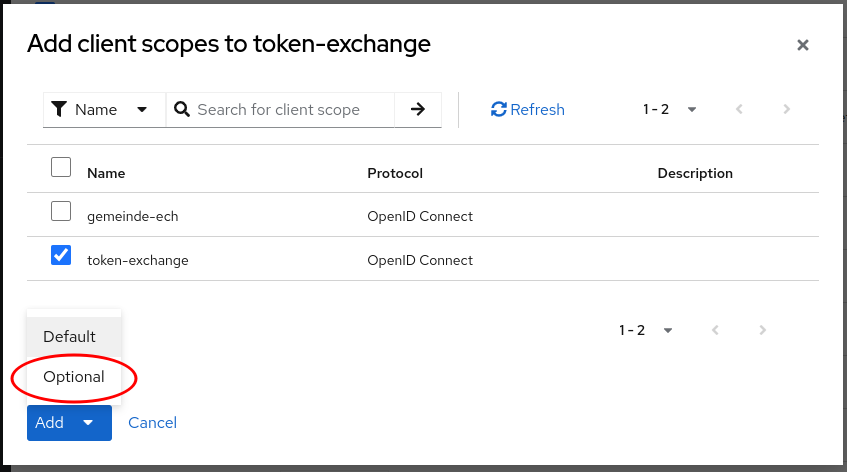 Add client scopes to token-exchange
Name Search for client scope Refresh 1 - 2
Name Protocol Description
gemeinde-ech OpenID Connect
token-exchange OpenID Connect
1 - 2
Default
Optional
Add Cancel